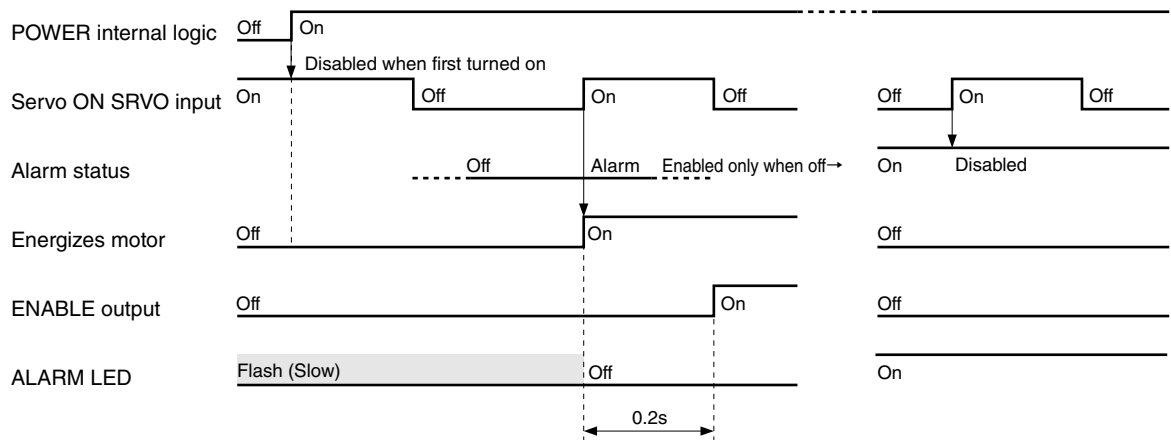 POWER internal logic Off On
Disabled when first turned on
Servo ON SRVO input On Off On Off Off On Off
Alarm status Off Alarm Enabled only when off→ On Disabled
Energizes motor Off On Off
ENABLE output Off On Off
ALARM LED Flash (Slow) Off On
0.2s